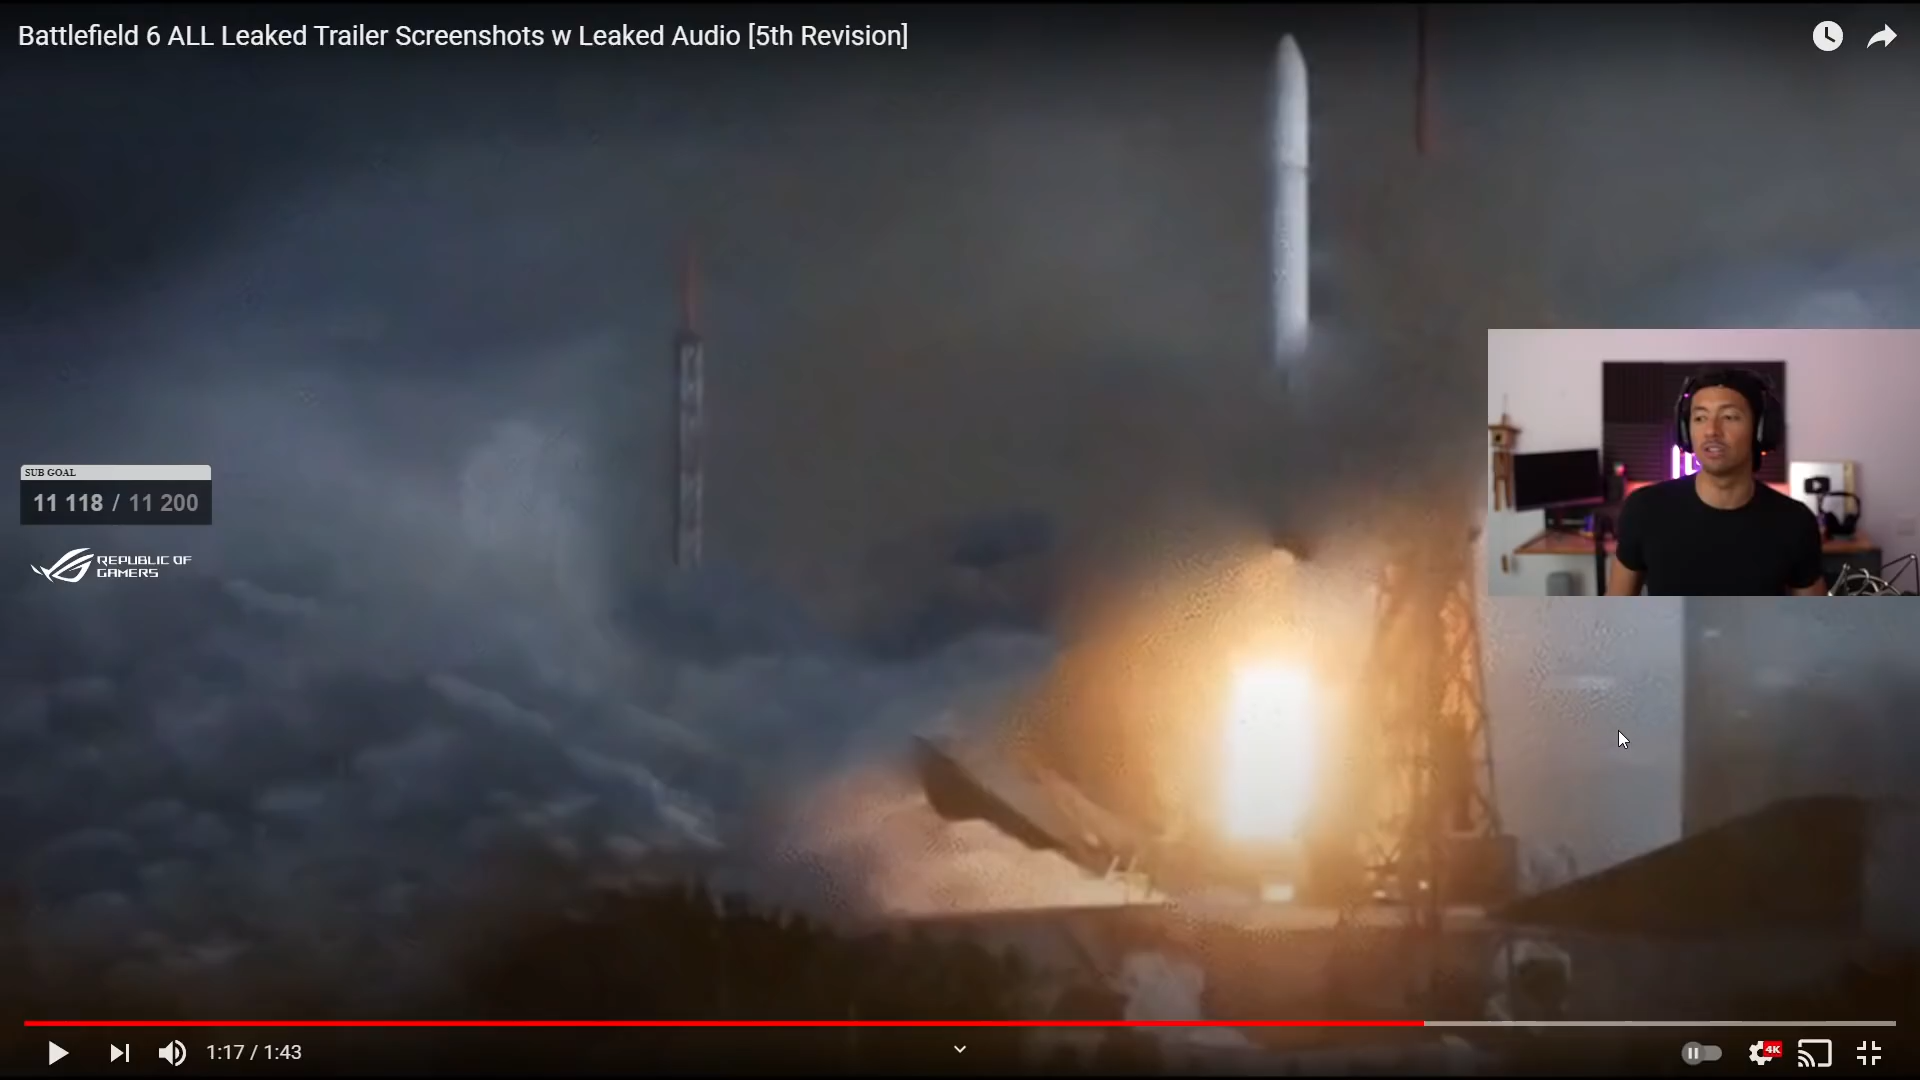 Battlefield 6 ALL Leaked Trailer Screenshots w Leaked Audio [5th Revision]
SUB GOAL
11 118 / 11 200
REPUBLIC OF
GAMERS
1:17 / 1:43
4K